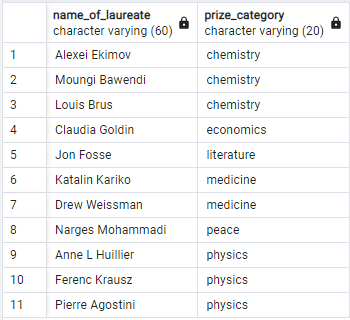 name_of_laureate prize_category
character varying (60) character varying (20)
1 Alexei Ekimov chemistry
2 Moungi Bawendi chemistry
3 Louis Brus chemistry
4 Claudia Goldin economics
5 Jon Fosse literature
6 Katalin Kariko medicine
7 Drew Weissman medicine
8 Narges Mohammadi peace
9 Anne L Huillier physics
10 Ferenc Krausz physics
11 Pierre Agostini physics